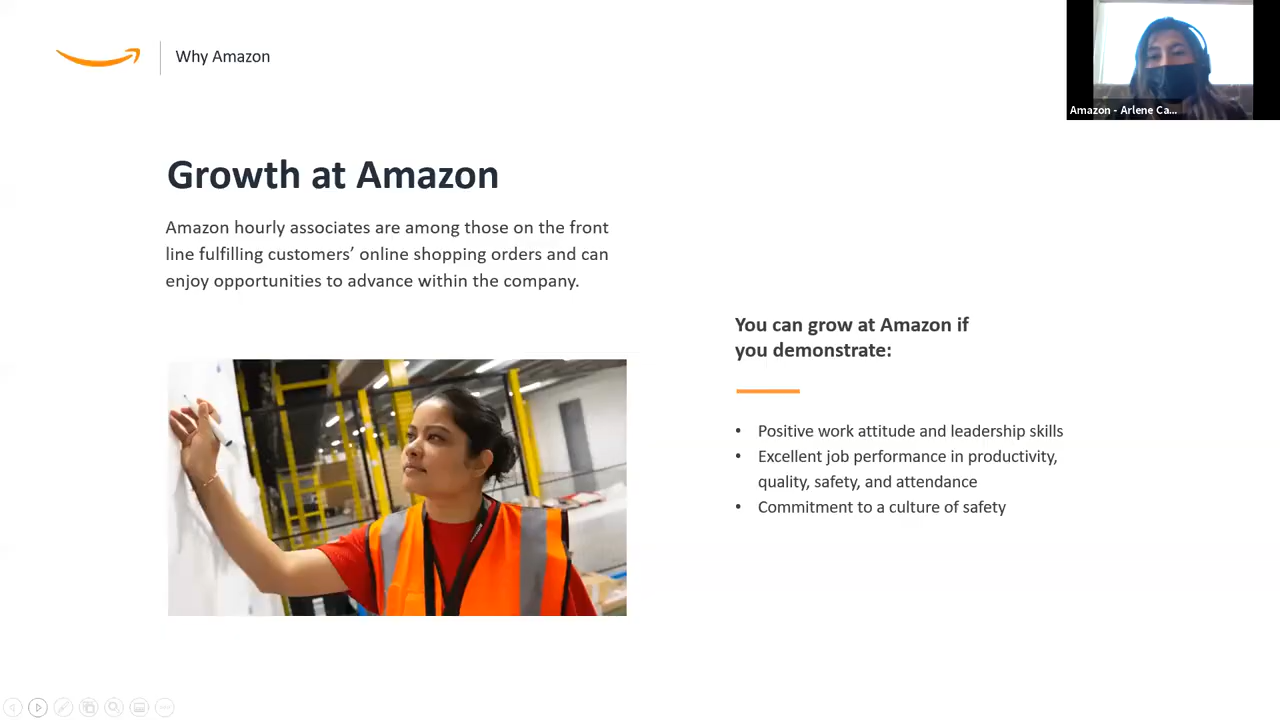 Why Amazon
Amazon - Arlene Ca...
Growth at Amazon
Amazon hourly associates are among those on the front
line fulfilling customers’ online shopping orders and can
enjoy opportunities to advance within the company.
You can grow at Amazon if
you demonstrate:
• Positive work attitude and leadership skills
• Excellent job performance in productivity,
quality, safety, and attendance
• Commitment to a culture of safety